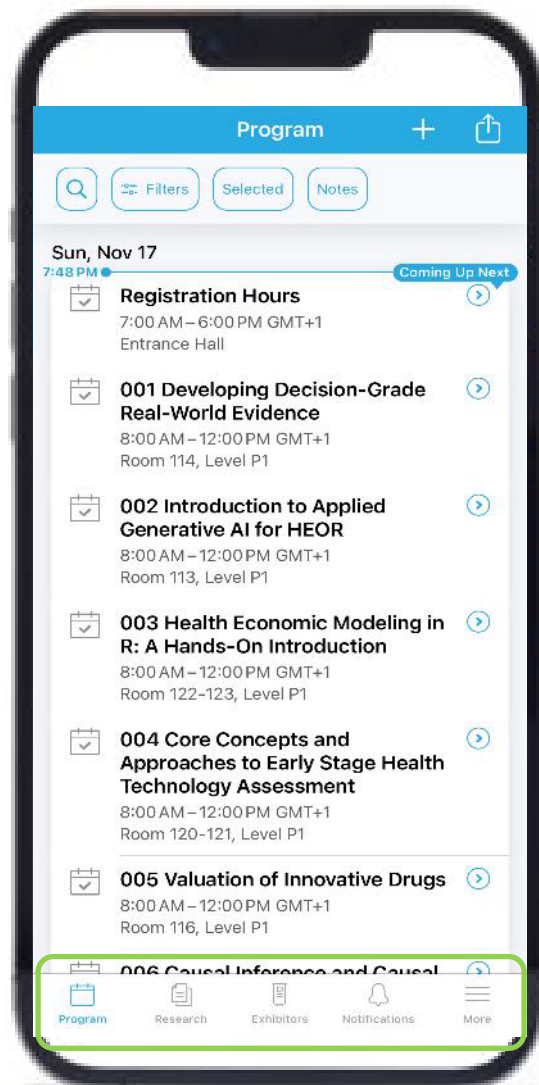 Program
Filters
Selected
Notes
Sun, Nov 17
7:48 PM
Coming Up Next
Registration Hours
7:00 AM – 6:00 PM GMT+1
Entrance Hall
001 Developing Decision-Grade
Real-World Evidence
8:00 AM – 12:00 PM GMT+1
Room 114, Level P1
002 Introduction to Applied
Generative AI for HEOR
8:00 AM – 12:00 PM GMT+1
Room 113, Level P1
003 Health Economic Modeling in
R: A Hands-On Introduction
8:00 AM – 12:00 PM GMT+1
Room 122-123, Level P1
004 Core Concepts and
Approaches to Early Stage Health
Technology Assessment
8:00 AM – 12:00 PM GMT+1
Room 120-121, Level P1
005 Valuation of Innovative Drugs
8:00 AM – 12:00 PM GMT+1
Room 116, Level P1
006 Causal Inference and Causal
Program
Research
Exhibitors
Notifications
More